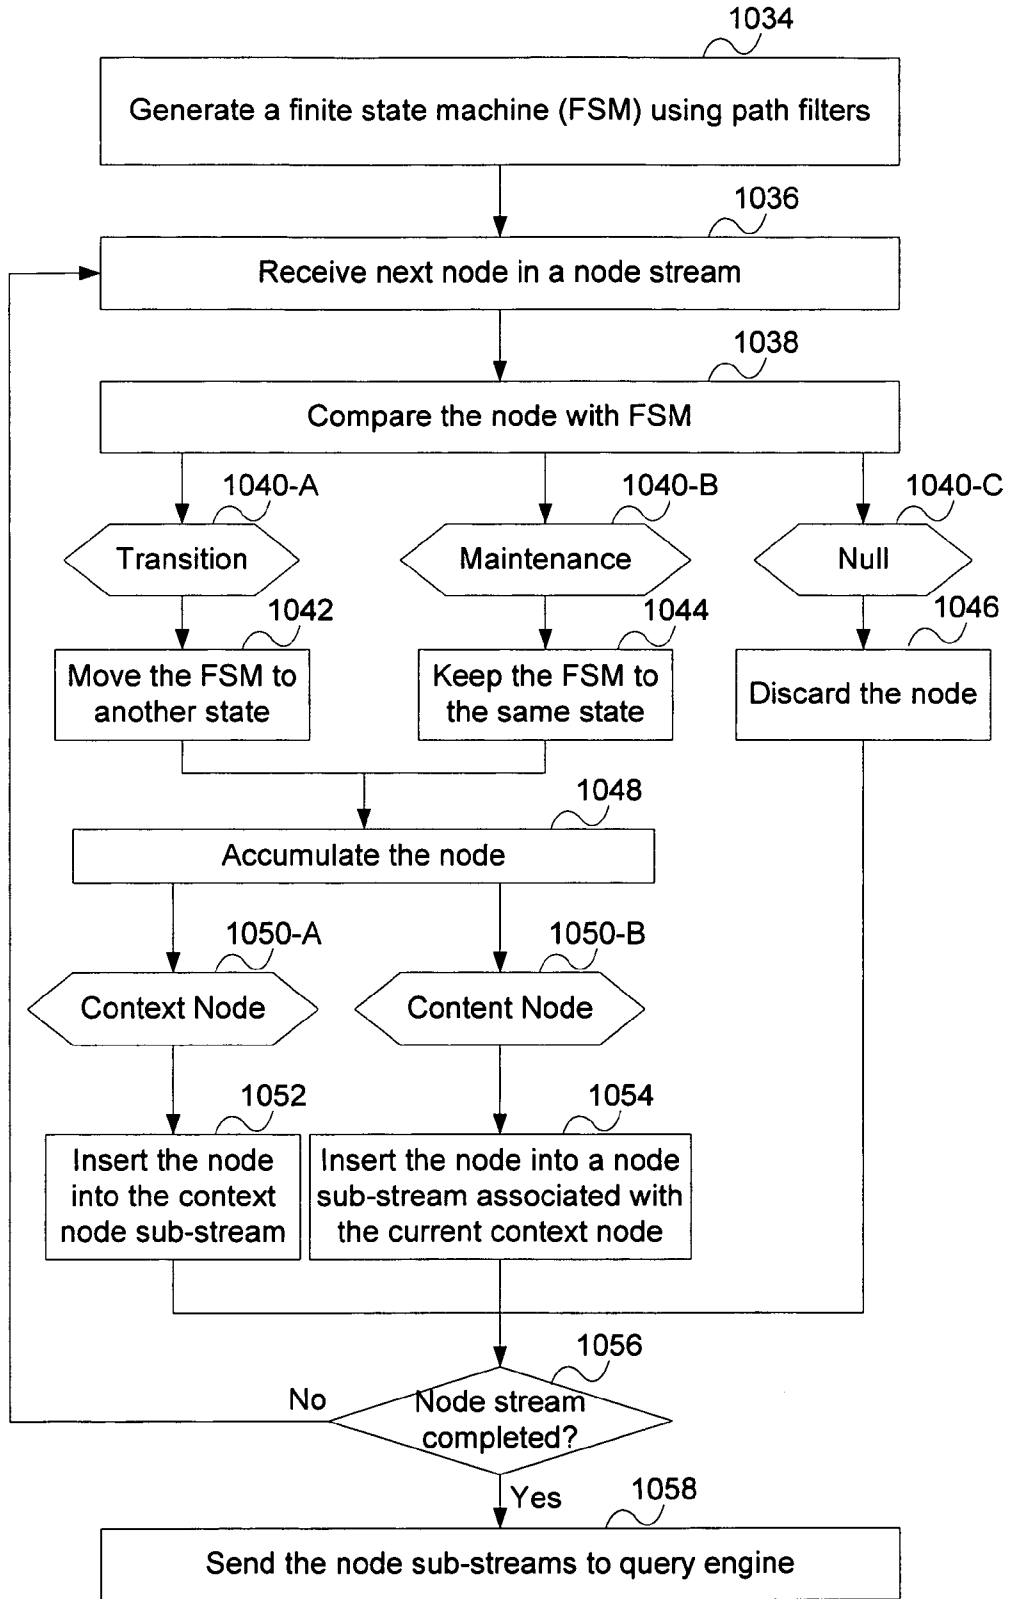 1034
Generate a finite state machine (FSM) using path filters
1036
Receive next node in a node stream
1038
Compare the node with FSM
1040-A
1040-B
1040-C
Transition
Maintenance
Null
1042
1044
1046
Move the FSM to
another state
Keep the FSM to
the same state
Discard the node
1048
Accumulate the node
1050-A
1050-B
Context Node
Content Node
1052
1054
Insert the node
into the context
node sub-stream
Insert the node into a node
sub-stream associated with
the current context node
1056
No
Node stream
completed?
Yes
1058
Send the node sub-streams to query engine